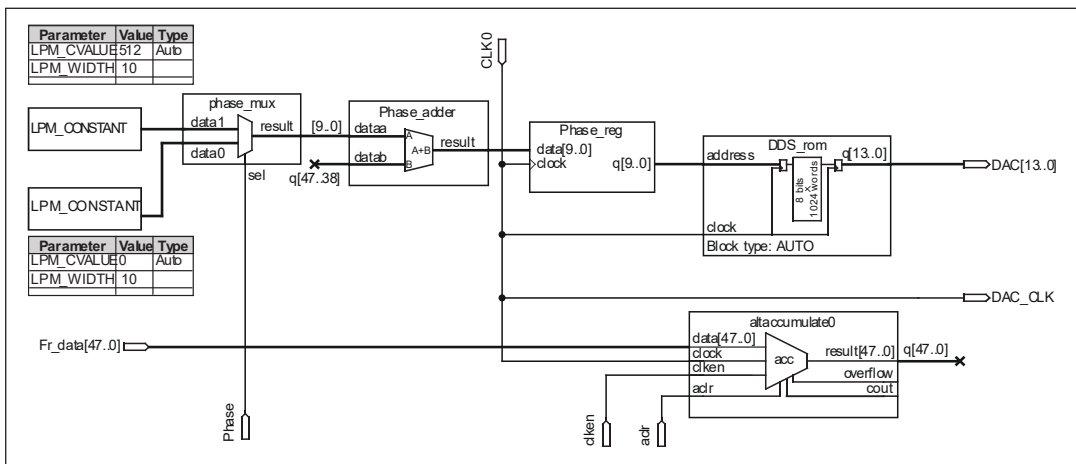 Parameter Value Type
LPM_CVALUE 512 Auto
LPM_WIDTH 10
LPM_CONSTANT
LPM_CONSTANT
Parameter Value Type
LPM_CVALUE 0 Auto
LPM_WIDTH 10
phase_mux
data1
result
data0
sel
[9..0]
Phase_adder
dataa
A
A+B
result
datab
B
q[47..38]
CLK0
Phase_reg
data[9..0]
clock
q[9..0]
DDS_rom
address
q[13..0]
8 bits
x
1024 words
clock
Block type: AUTO
DAC[13..0]
DAC_CLK
Fr_data[47..0]
altaccumulate0
data[47..0]
clock
clken
aclr
acc
result[47..0]
overflow
cout
q[47..0]
Phase
clken
aclr